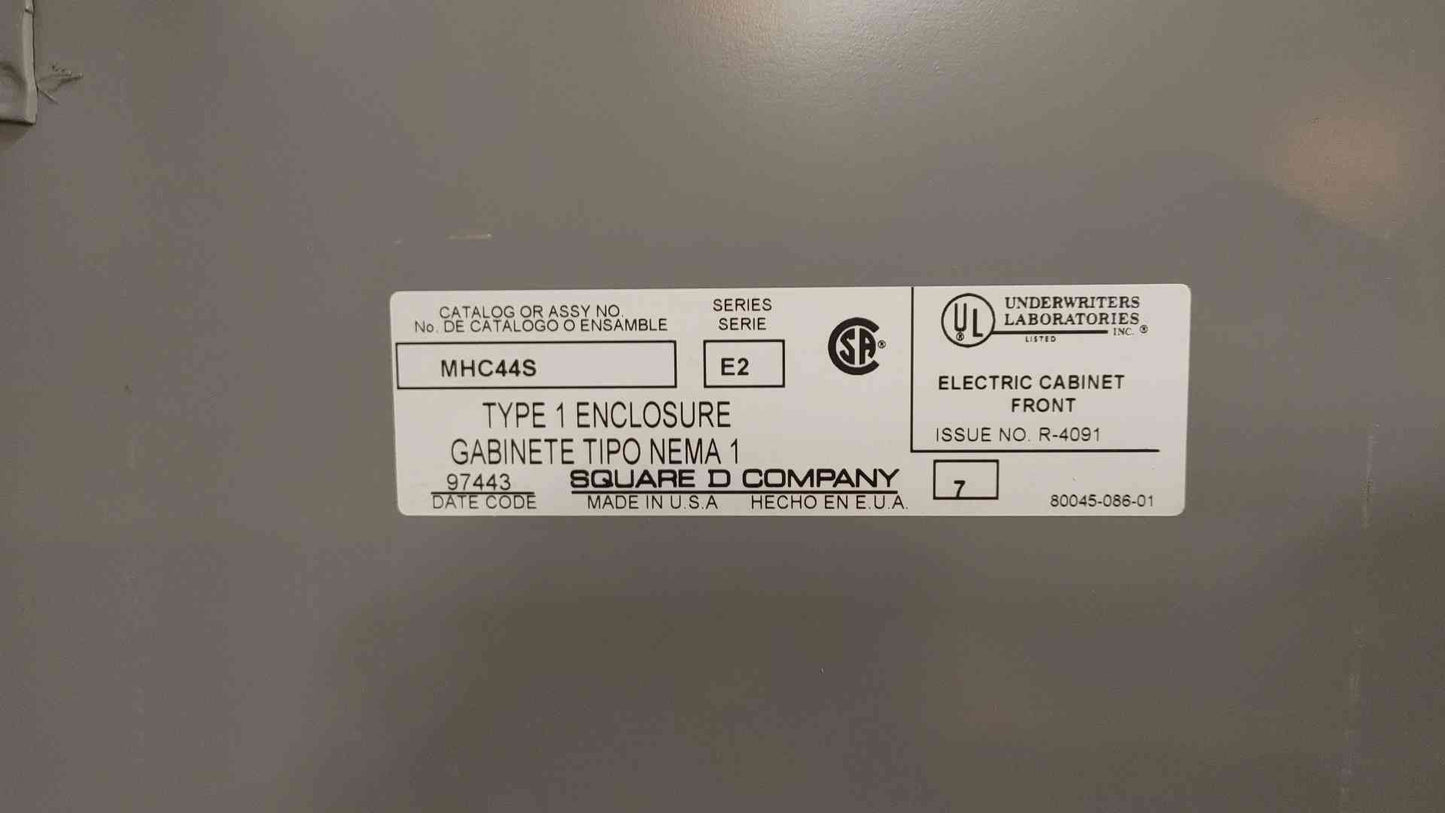 CATALOG OR ASSY NO.
No. DE CATALOGO O ENSAMBLE
MHC44S
SERIES
SERIE
E2
SA®
TYPE 1 ENCLOSURE
GABINETE TIPO NEMA 1
97443
DATE CODE
SQUARE D COMPANY
MADE IN U.S.A HECHO EN E.U.A.
UL®
UNDERWRITERS
LABORATORIES
INC.®
LISTED
ELECTRIC CABINET
FRONT
ISSUE NO. R-4091
7
80045-086-01